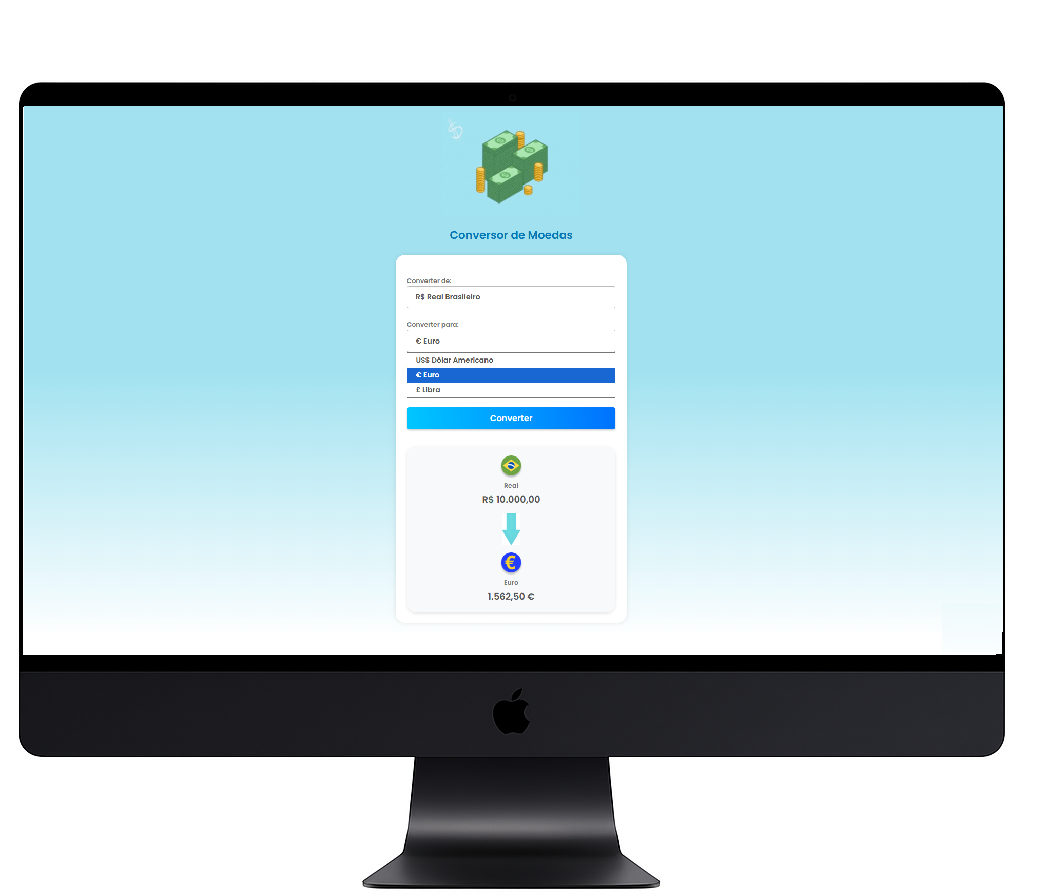 Conversor de Moedas
Converter de:
R$ Real Brasileiro
Converter para:
€ Euro
US$ Dólar Americano
€ Euro
£ Libra
Converter
Real
R$ 10.000,00
€
Euro
1.562,50 €